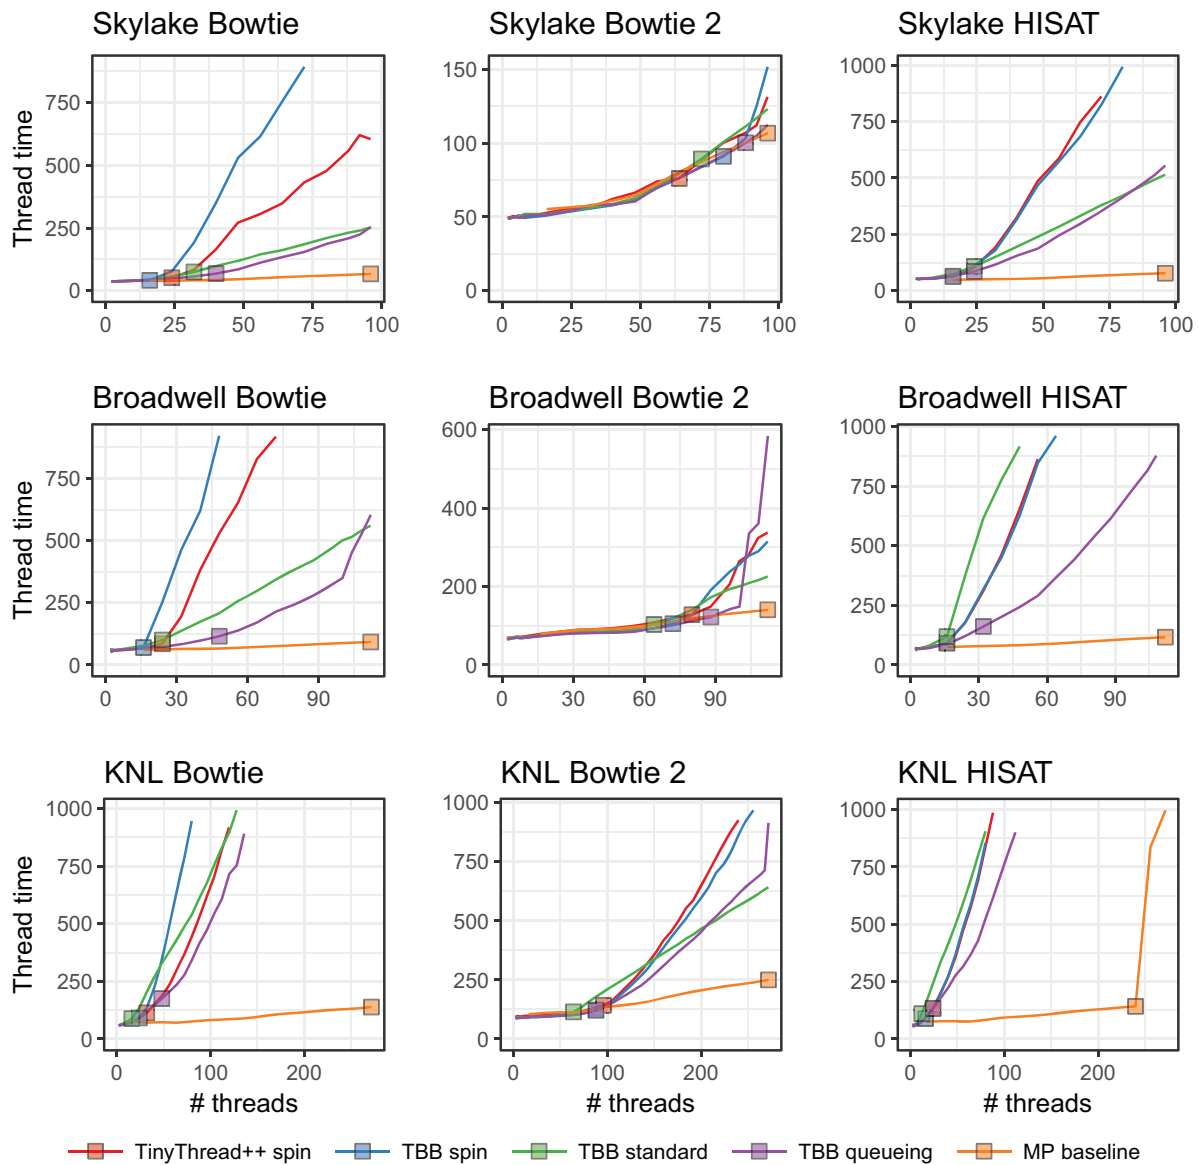 Skylake Bowtie
Skylake Bowtie 2
Skylake HISAT
Thread time
750
500
250
0
0 25 50 75 100
150
100
50
0
0 25 50 75 100
1000
750
500
250
0
0 25 50 75 100
Broadwell Bowtie
Broadwell Bowtie 2
Broadwell HISAT
Thread time
750
500
250
0
0 30 60 90
600
400
200
0
0 30 60 90
1000
750
500
250
0
0 30 60 90
KNL Bowtie
KNL Bowtie 2
KNL HISAT
Thread time
1000
750
500
250
0
0 100 200
# threads
1000
750
500
250
0
0 100 200
# threads
1000
750
500
250
0
0 100 200
# threads
TinyThread++ spin TBB spin TBB standard TBB queueing MP baseline